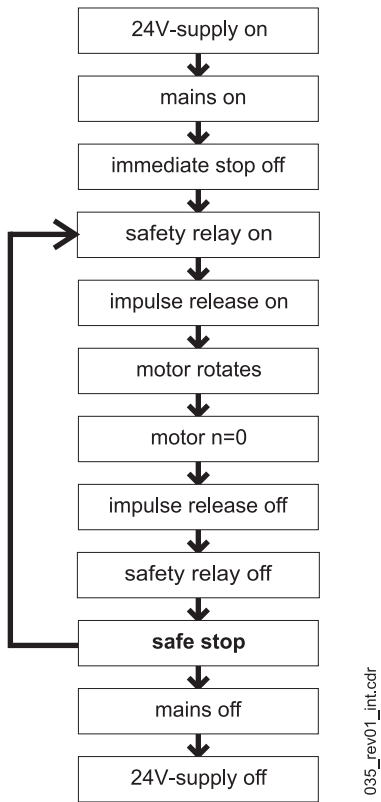 24V-supply on
mains on
immediate stop off
safety relay on
impulse release on
motor rotates
motor n=0
impulse release off
safety relay off
safe stop
mains off
24V-supply off
035_rev01_int.cdr